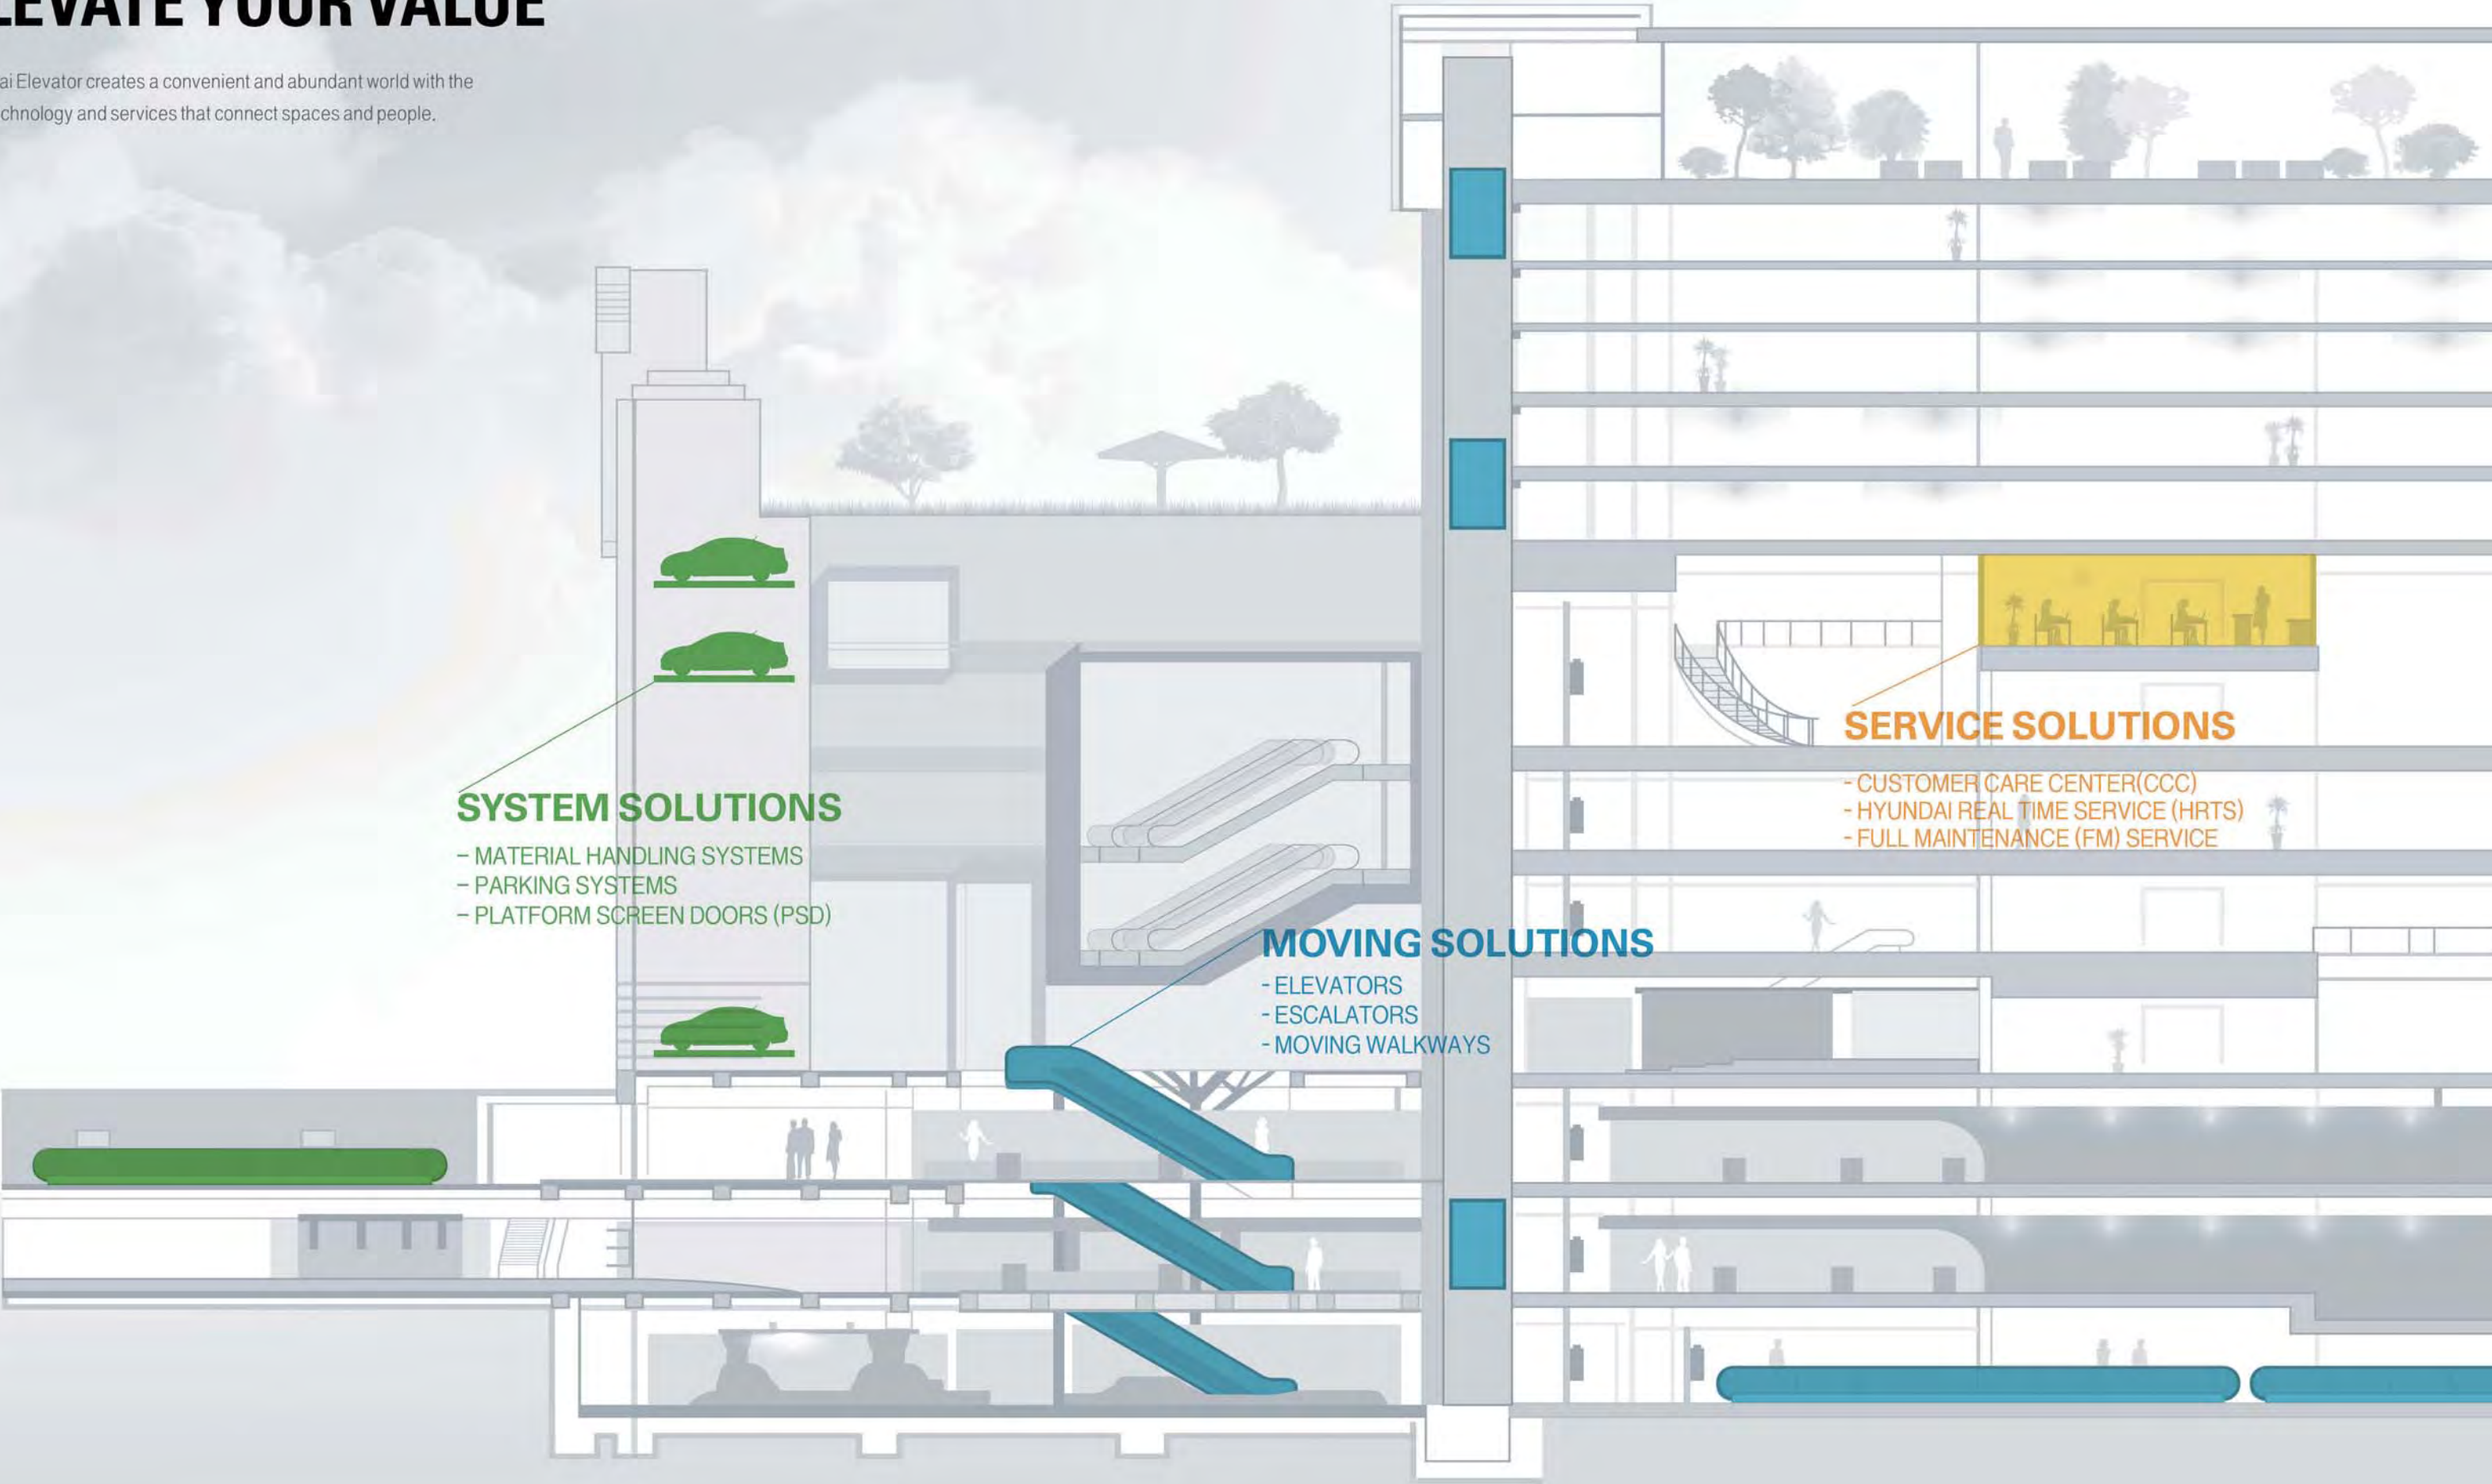 LEVATE YOUR VALUE
ai Elevator creates a convenient and abundant world with the
chnology and services that connect spaces and people.
SERVICE SOLUTIONS
- CUSTOMER CARE CENTER(CCC)
- HYUNDAI REAL TIME SERVICE (HRTS)
- FULL MAINTENANCE (FM) SERVICE
SYSTEM SOLUTIONS
– MATERIAL HANDLING SYSTEMS
– PARKING SYSTEMS
– PLATFORM SCREEN DOORS (PSD)
MOVING SOLUTIONS
- ELEVATORS
- ESCALATORS
- MOVING WALKWAYS